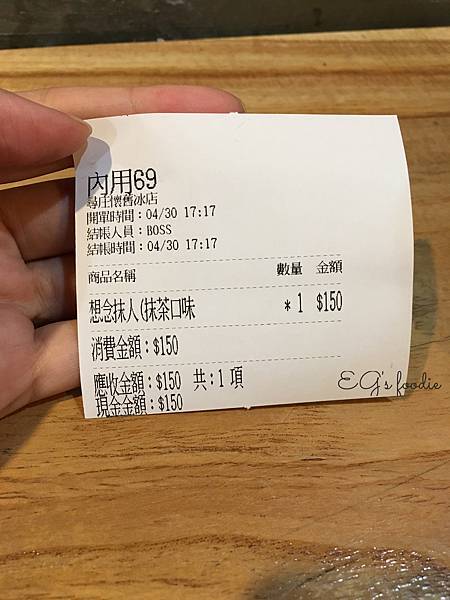 內用69
尋庄懷舊冰店
開單時間：04/30 17:17
結帳人員：BOSS
結帳時間：04/30 17:17
商品名稱 數量 金額
想念抹人(抹茶口味 * 1 $150
消費金額：$150
應收金額：$150 共：1 項
現金金額：$150
EG's foodie